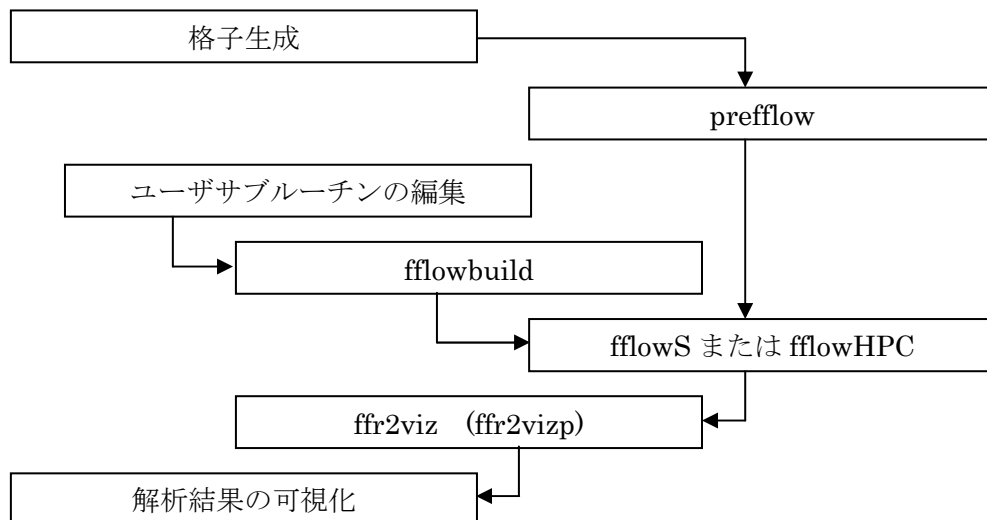 格子生成
prefflow
ユーザサブルーチンの編集
fflowbuild
fflowS または fflowHPC
ffr2viz (ffr2vizp)
解析結果の可視化